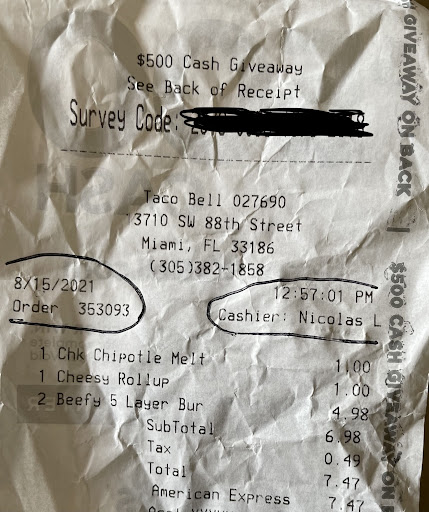 $500 Cash Giveaway
See Back of Receipt
Survey Code:
Taco Bell 027690
13710 SW 88th Street
Miami, FL 33186
(305)382-1858
8/15/2021 12:57:01 PM
Order 353093 Cashier: Nicolas L
1 Chk Chipotle Melt 1.00
1 Cheesy Rollup 1.00
2 Beefy 5 Layer Bur 4.98
SubTotal 6.98
Tax 0.49
Total 7.47
American Express 7.47
GIVEAWAY ON BACK
$500 CASH GIVEAWAY ON